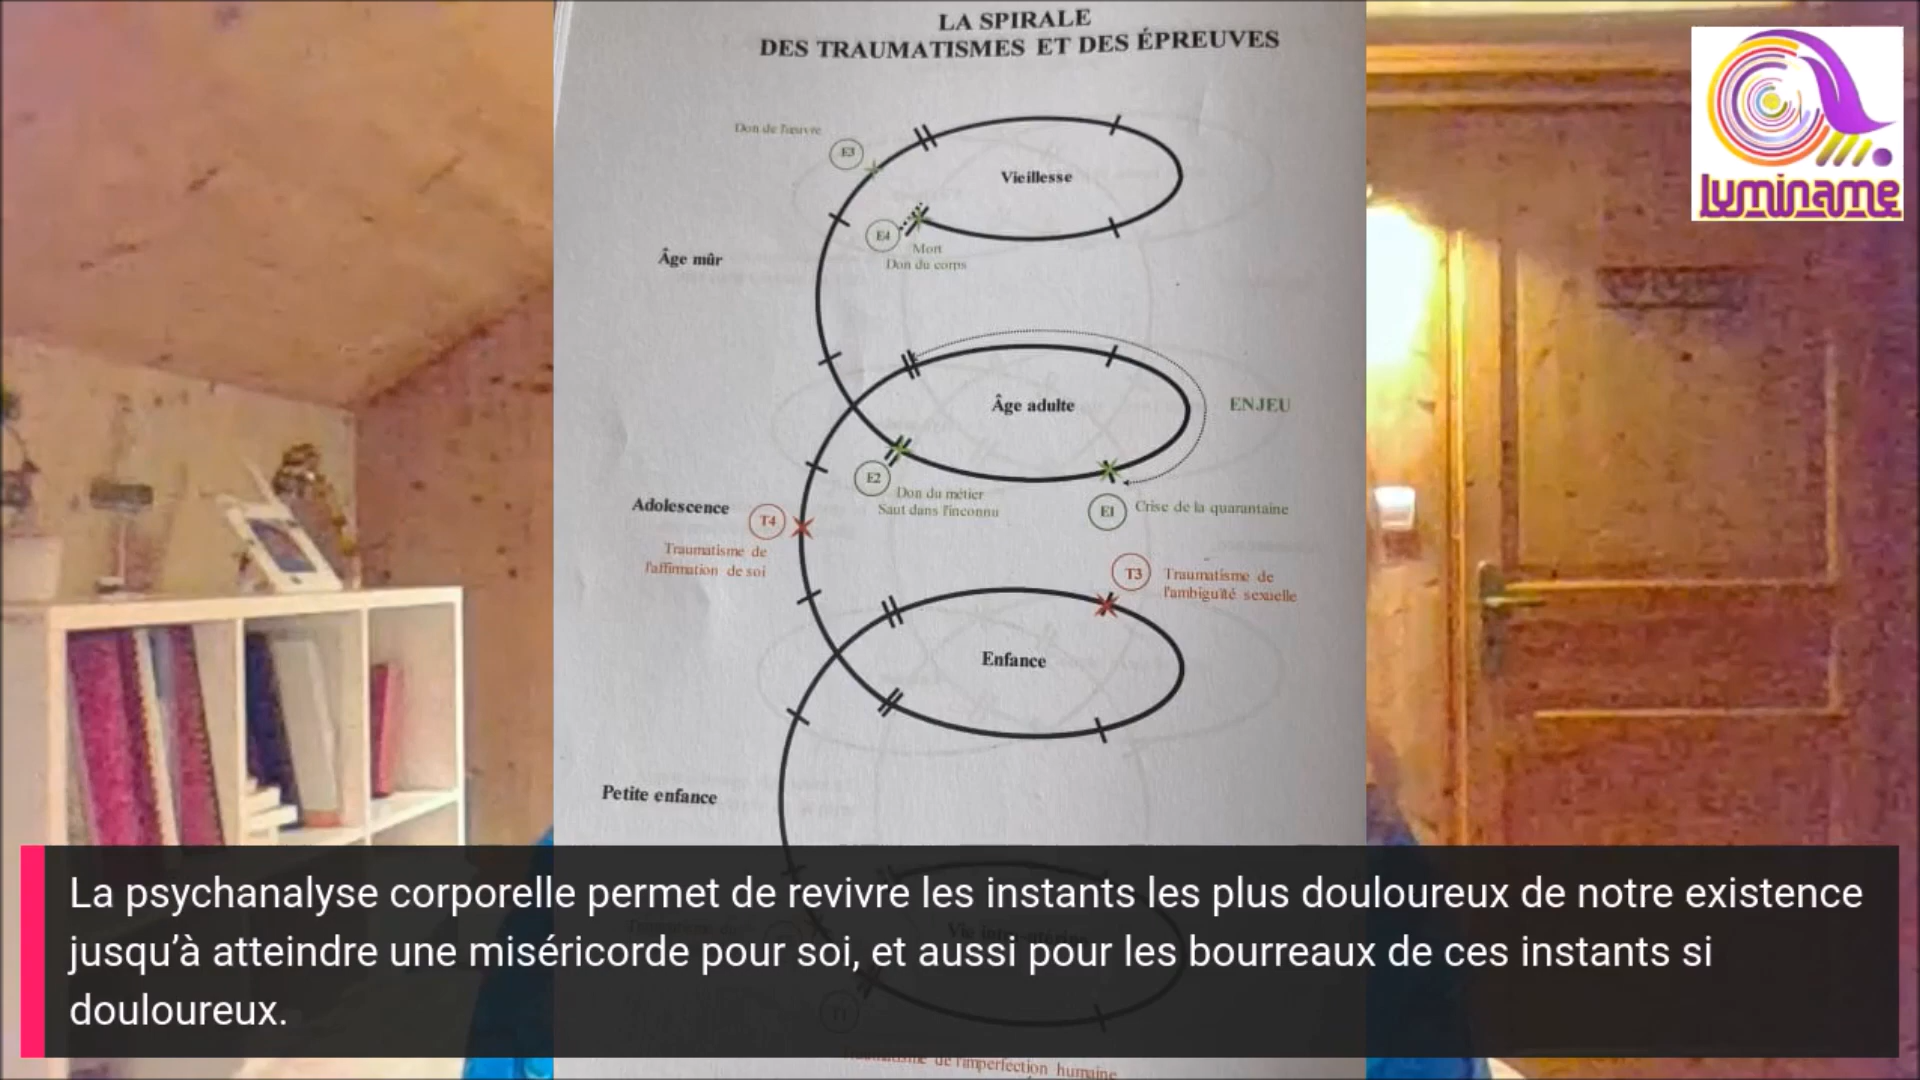 LA SPIRALE
DES TRAUMATISMES ET DES ÉPREUVES
luminame
Don de l'œuvre
E3
Vieillesse
E4
Mort
Don du corps
Âge mûr
Âge adulte
ENJEU
E2
Don du métier
Saut dans l'inconnu
E1
Crise de la quarantaine
Adolescence
T4
Traumatisme de
l'affirmation de soi
T3
Traumatisme de
l'ambiguïté sexuelle
Enfance
Petite enfance
La psychanalyse corporelle permet de revivre les instants les plus douloureux de notre existence
jusqu’à atteindre une miséricorde pour soi, et aussi pour les bourreaux de ces instants si
douloureux.
T1
de l'imperfection humaine